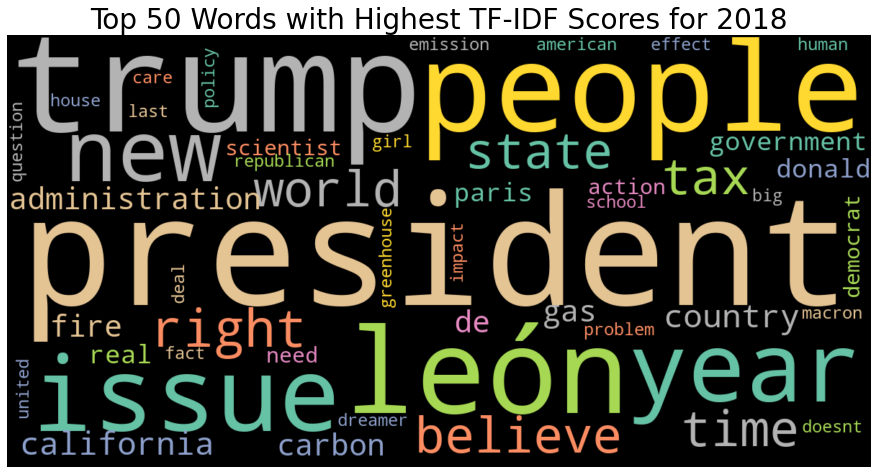 Top 50 Words with Highest TF-IDF Scores for 2018
trump
people
emission
american
effect
human
care
policy
house
last
question
new
scientist
republican
girl
state
government
tax
donald
administration
world
paris
action
school
big
president
greenhouse
impact
deal
democrat
fire
right
de
gas
problem
country
macron
real
fact
need
león
year
issue
united
dreamer
believe
time
doesnt
california
carbon